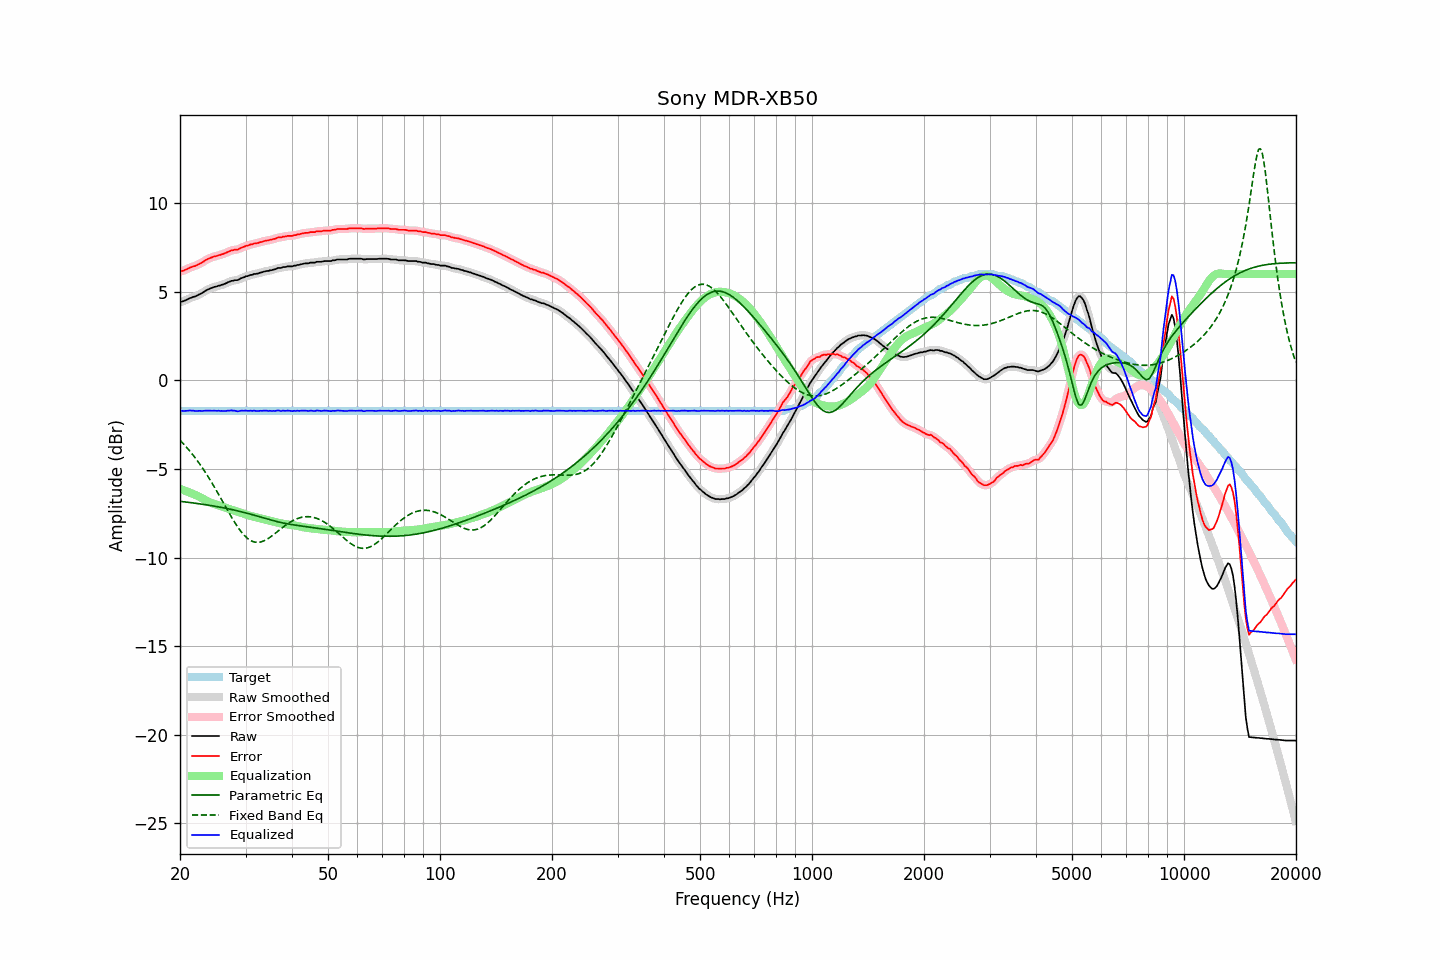 Sony MDR-XB50
Amplitude (dBr)
10
5
0
−5
−10
−15
−20
−25
Target
Raw Smoothed
Error Smoothed
Raw
Error
Equalization
Parametric Eq
Fixed Band Eq
Equalized
20 50 100 200 500 1000 2000 5000 10000 20000
Frequency (Hz)